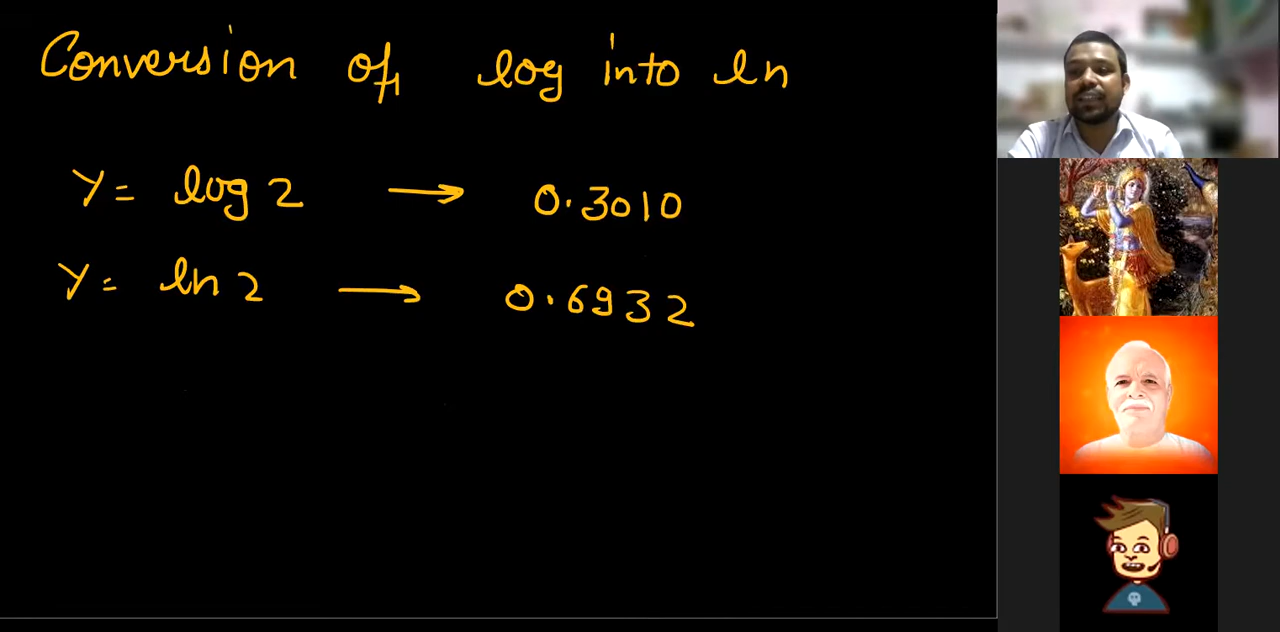 Conversion of log into ln
Y = log 2 → 0.3010
Y = ln 2 → 0.6932